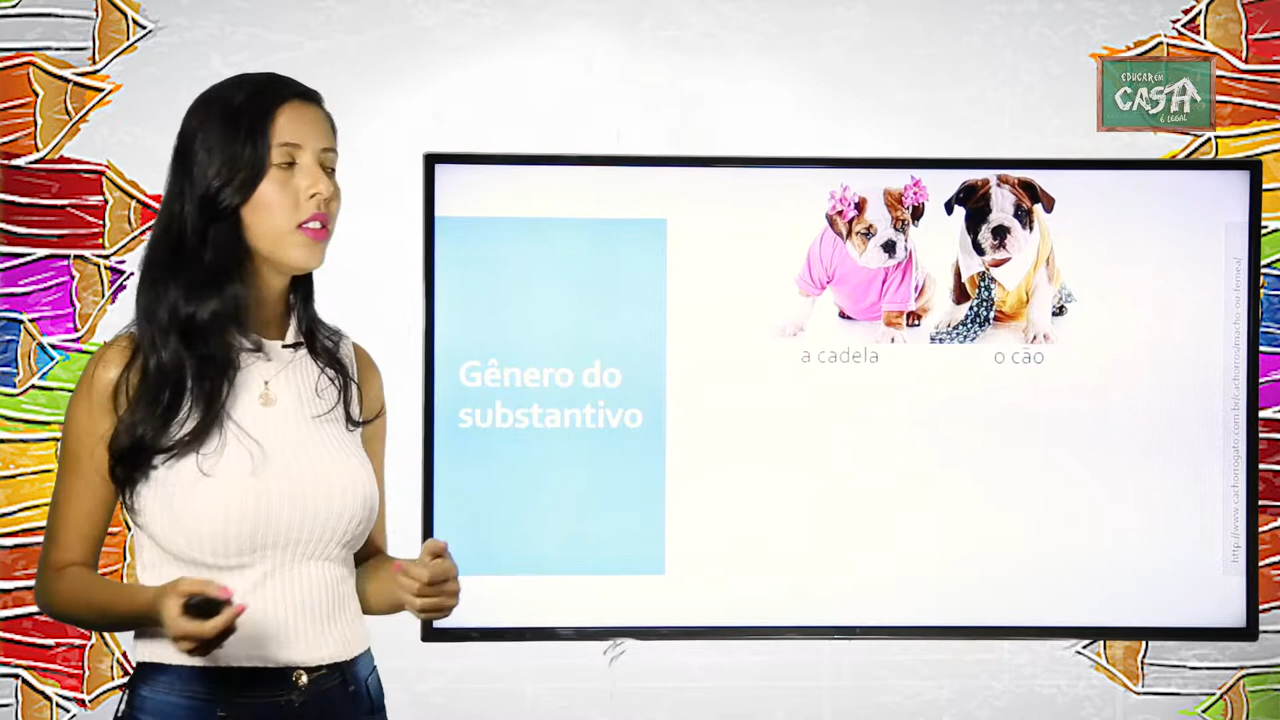 EDUCAR EM
CASA
É LEGAL
Gênero do
substantivo
a cadela
o cão
http://www.cachorrogato.com.br/cachorros/macho-ou-femea/